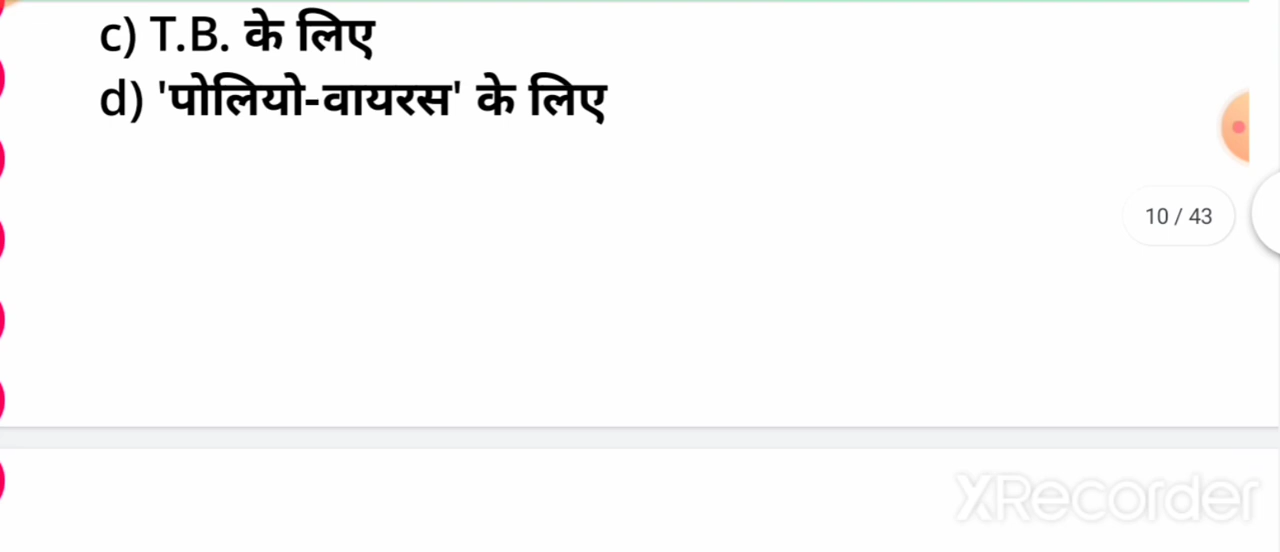 c) T.B. के लिए
d) 'पोलियो-वायरस' के लिए
10 / 43
XRecorder